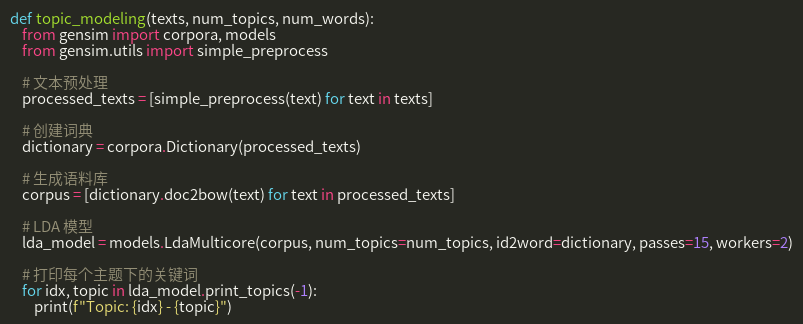 def topic_modeling(texts, num_topics, num_words):
from gensim import corpora, models
from gensim.utils import simple_preprocess
# 文本预处理
processed_texts = [simple_preprocess(text) for text in texts]
# 创建词典
dictionary = corpora.Dictionary(processed_texts)
# 生成语料库
corpus = [dictionary.doc2bow(text) for text in processed_texts]
# LDA 模型
lda_model = models.LdaMulticore(corpus, num_topics=num_topics, id2word=dictionary, passes=15, workers=2)
# 打印每个主题下的关键词
for idx, topic in lda_model.print_topics(-1):
print(f"Topic: {idx} - {topic}")